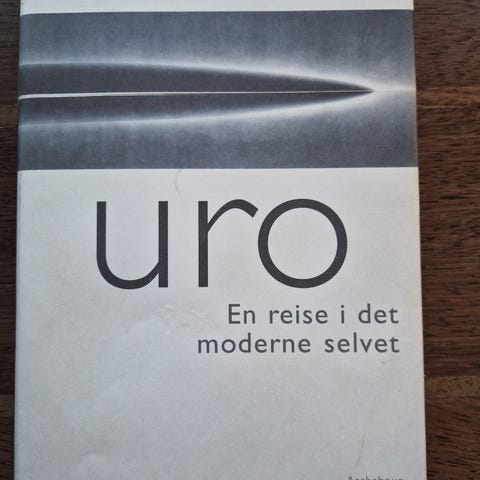 uro
En reise i det
moderne selvet